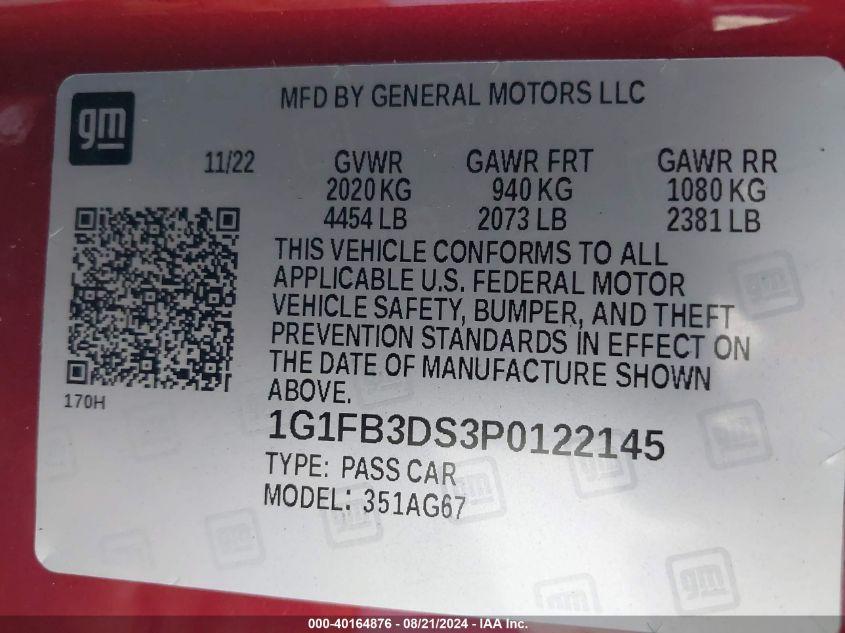 gm
MFD BY GENERAL MOTORS LLC
11/22 GVWR GAWR FRT GAWR RR
2020 KG 940 KG 1080 KG
4454 LB 2073 LB 2381 LB
THIS VEHICLE CONFORMS TO ALL
APPLICABLE U.S. FEDERAL MOTOR
VEHICLE SAFETY, BUMPER, AND THEFT
PREVENTION STANDARDS IN EFFECT ON
THE DATE OF MANUFACTURE SHOWN
ABOVE.
170H
1G1FB3DS3P0122145
TYPE: PASS CAR
MODEL: 351AG67
gm
000-40164876 - 08/21/2024 - IAA Inc.